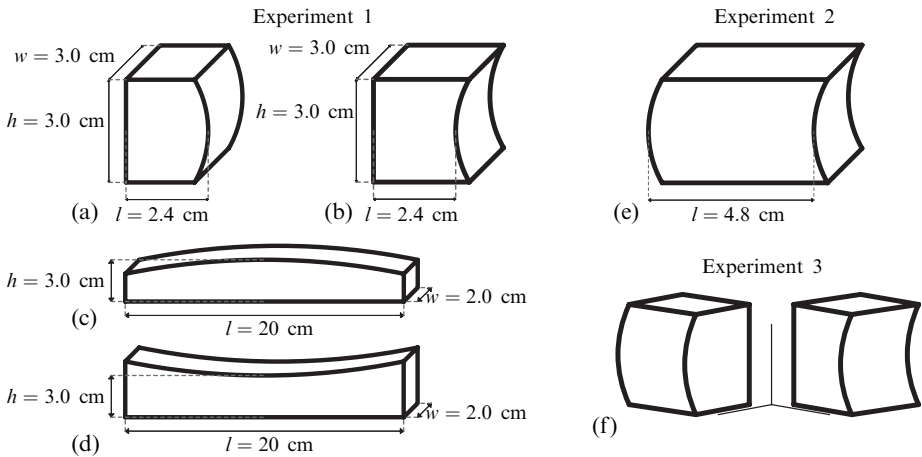 Experiment 1
w = 3.0 cm
h = 3.0 cm
(a)
l = 2.4 cm
w = 3.0 cm
h = 3.0 cm
(b)
l = 2.4 cm
Experiment 2
(e)
l = 4.8 cm
h = 3.0 cm
w = 2.0 cm
(c)
l = 20 cm
h = 3.0 cm
w = 2.0 cm
(d)
l = 20 cm
Experiment 3
(f)